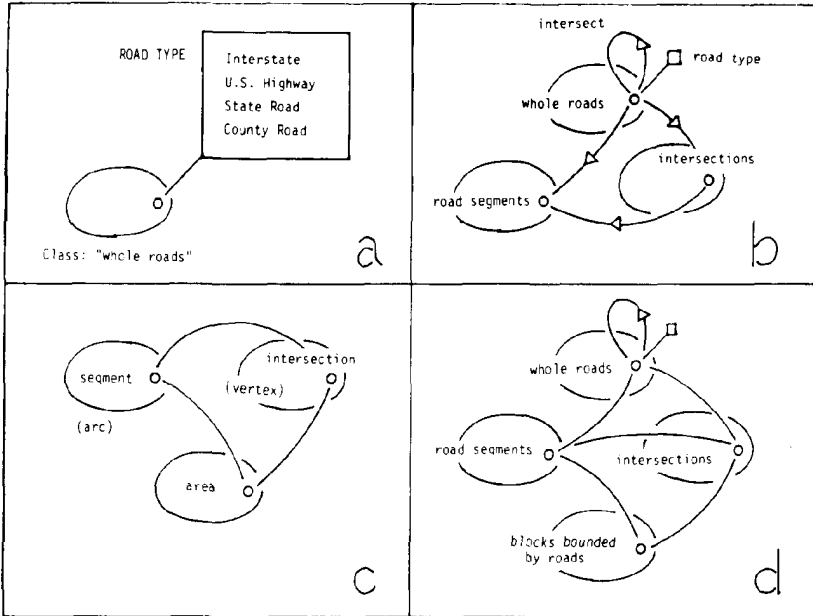 ROAD TYPE
Interstate
U.S. Highway
State Road
County Road
Class: "whole roads"
a
intersect
road type
whole roads
intersections
road segments
b
segment
(arc)
intersection
(vertex)
area
c
whole roads
road segments
intersections
blocks bounded
by roads
d